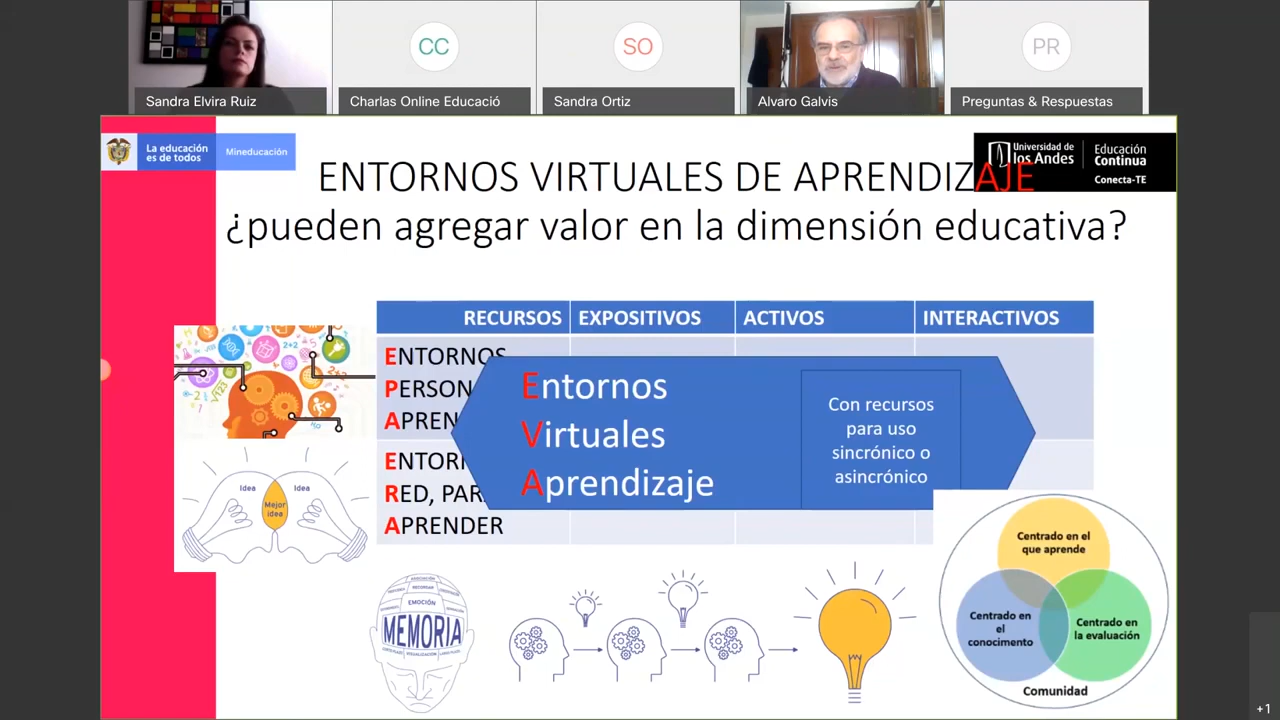 CC
SO
PR
Sandra Elvira Ruiz
Charlas Online Educació
Sandra Ortiz
Alvaro Galvis
Preguntas & Respuestas
La educación
es de todos
Mineducación
Universidad de
los Andes
Educación
Continua
Conecta-TE
ENTORNOS VIRTUALES DE APRENDIZAJE
¿pueden agregar valor en la dimensión educativa?
RECURSOS EXPOSITIVOS ACTIVOS INTERACTIVOS
ENTORNOS
PERSON
APREN
ENTOR
RED, PAR
APRENDER
Entornos
Virtuales
Aprendizaje
Con recursos
para uso
sincrónico o
asincrónico
Idea
Idea
Mejor
idea
EMOCIÓN
MEMORIA
Centrado en el
que aprende
Centrado en
el
conocimiento
Centrado en
la evaluación
Comunidad
+1